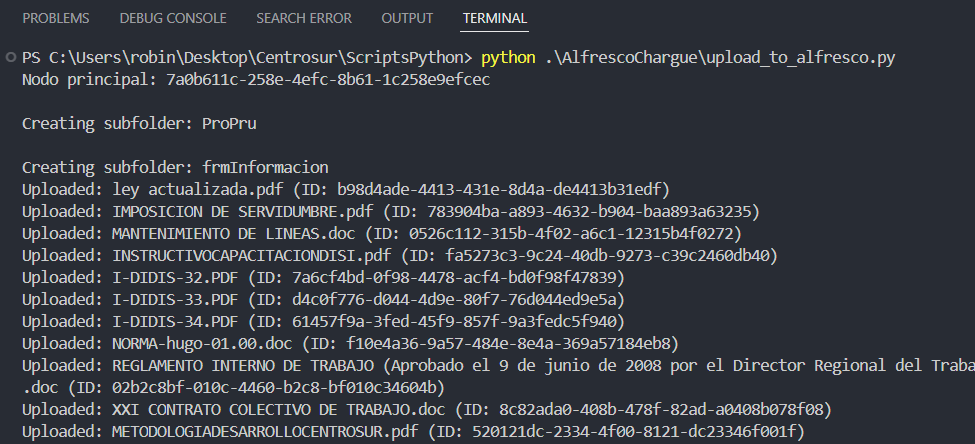 PROBLEMS DEBUG CONSOLE SEARCH ERROR OUTPUT TERMINAL
PS C:\Users\robin\Desktop\Centrosur\ScriptsPython> python .\AlfrescoChargue\upload_to_alfresco.py
Nodo principal: 7a0b611c-258e-4efc-8b61-1c258e9efcec
Creating subfolder: ProPru
Creating subfolder: frmInformacion
Uploaded: ley actualizada.pdf (ID: b98d4ade-4413-431e-8d4a-de4413b31edf)
Uploaded: IMPOSICION DE SERVIDUMBRE.pdf (ID: 783904ba-a893-4632-b904-baa893a63235)
Uploaded: MANTENIMIENTO DE LINEAS.doc (ID: 0526c112-315b-4f02-a6c1-12315b4f0272)
Uploaded: INSTRUCTIVOCAPACITACIONDISI.pdf (ID: fa5273c3-9c24-40db-9273-c39c2460db40)
Uploaded: I-DIDIS-32.PDF (ID: 7a6cf4bd-0f98-4478-acf4-bd0f98f47839)
Uploaded: I-DIDIS-33.PDF (ID: d4c0f776-d044-4d9e-80f7-76d044ed9e5a)
Uploaded: I-DIDIS-34.PDF (ID: 61457f9a-3fed-45f9-857f-9a3fedc5f940)
Uploaded: NORMA-hugo-01.00.doc (ID: f10e4a36-9a57-484e-8e4a-369a57184eb8)
Uploaded: REGLAMENTO INTERNO DE TRABAJO (Aprobado el 9 de junio de 2008 por el Director Regional del Traba
.doc (ID: 02b2c8bf-010c-4460-b2c8-bf010c34604b)
Uploaded: XXI CONTRATO COLECTIVO DE TRABAJO.doc (ID: 8c82ada0-408b-478f-82ad-a0408b078f08)
Uploaded: METODOLOGIADESARROLLOCENTROSUR.pdf (ID: 520121dc-2334-4f00-8121-dc23346f001f)